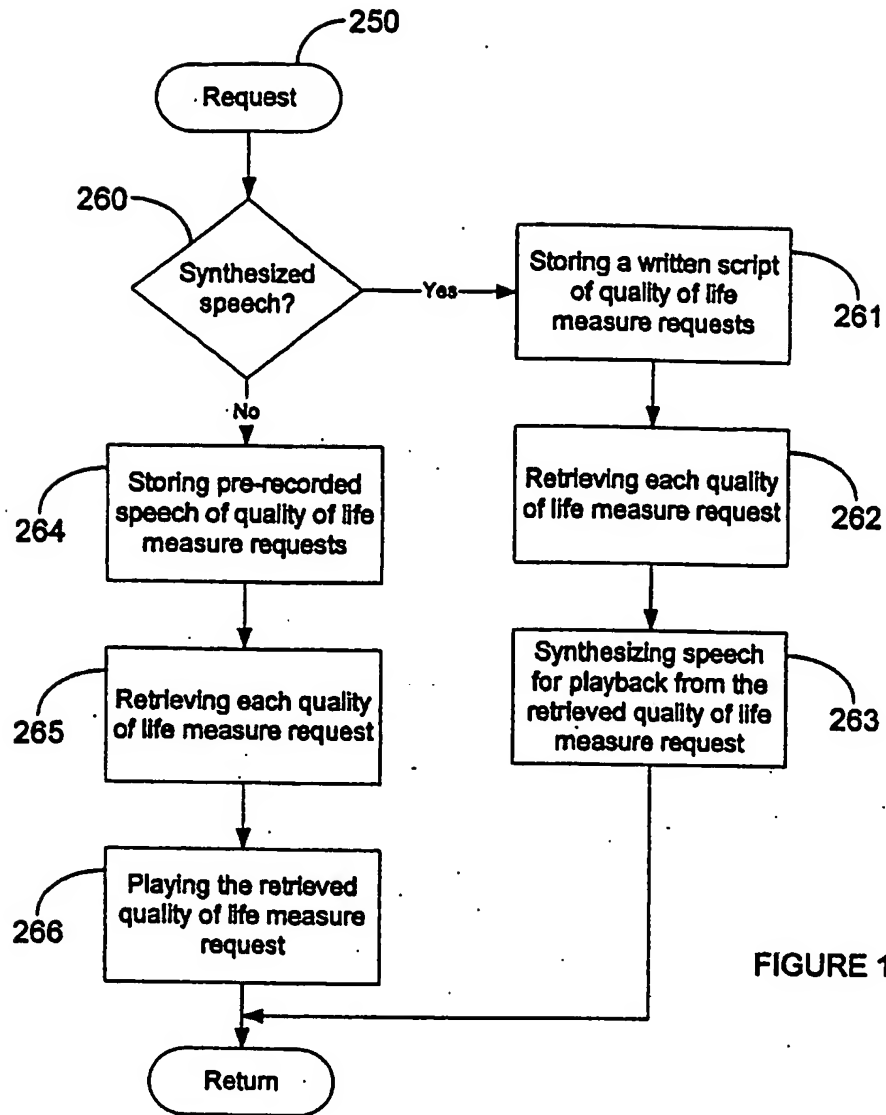 250
Request
260
Synthesized
speech?
Yes
No
Storing a written script
of quality of life
measure requests
261
Retrieving each quality
of life measure request
262
Synthesizing speech
for playback from the
retrieved quality of life
measure request
263
Storing pre-recorded
speech of quality of life
measure requests
264
Retrieving each quality
of life measure request
265
Playing the retrieved
quality of life measure
request
266
Return
FIGURE 1